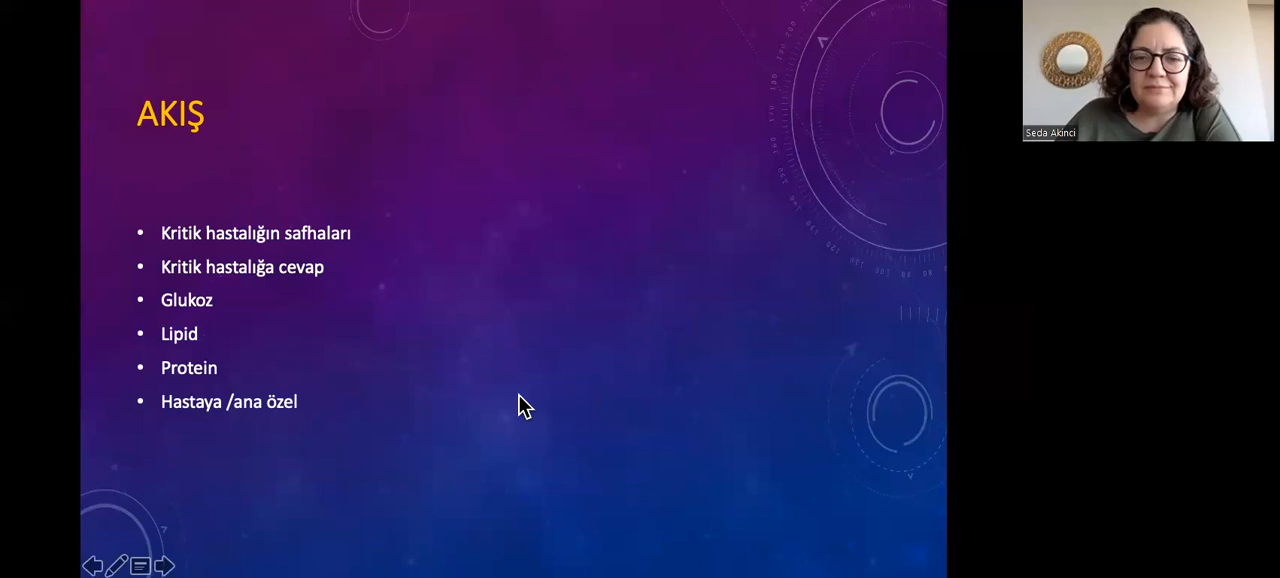 AKIŞ
• Kritik hastalığın safhaları
• Kritik hastalığa cevap
• Glukoz
• Lipid
• Protein
• Hastaya /ana özel
Seda Akinci